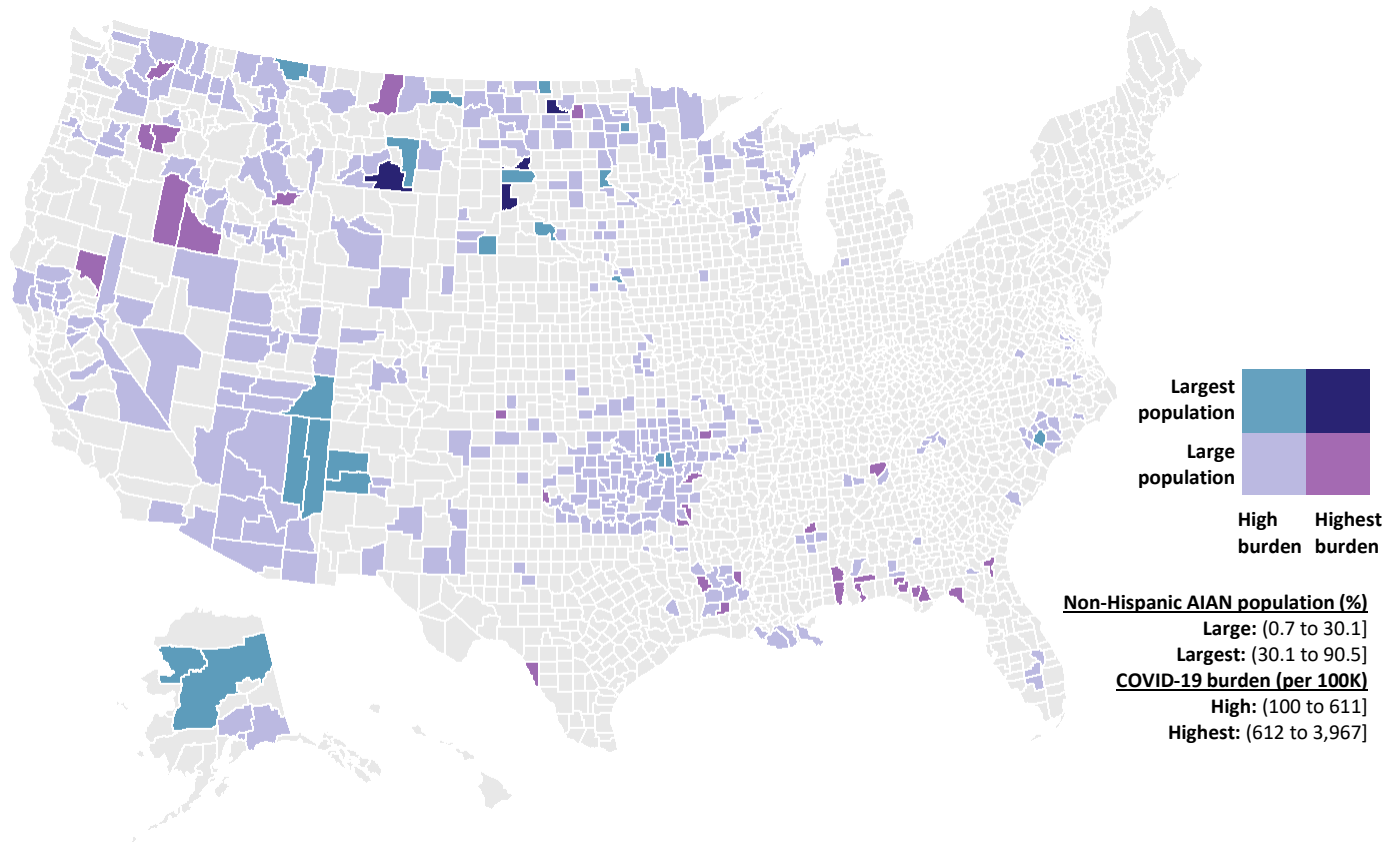 Largest
population
Large
population
High
burden
Highest
burden
Non-Hispanic AIAN population (%)
Large: (0.7 to 30.1]
Largest: (30.1 to 90.5]
COVID-19 burden (per 100K)
High: (100 to 611]
Highest: (612 to 3,967]